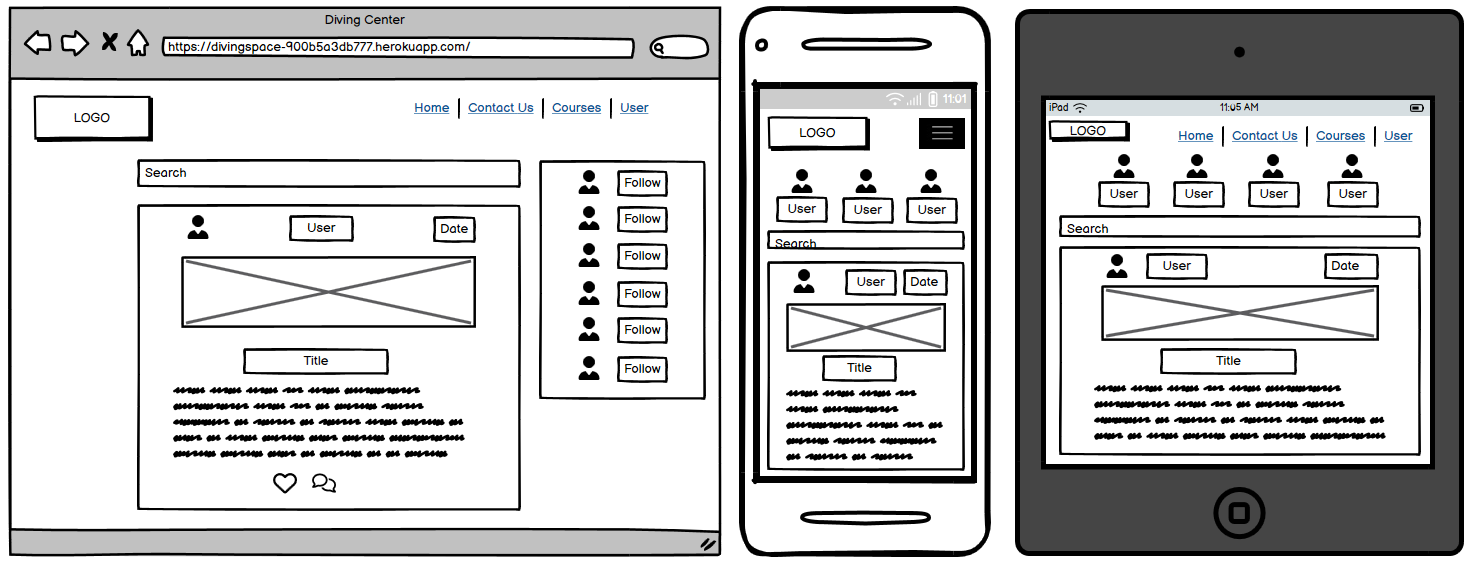 Diving Center
https://divingspace-900b5a3db777.herokuapp.com/
LOGO
Home
Contact Us
Courses
User
Search
User
Date
Title
Follow
Follow
Follow
Follow
Follow
Follow
11:01
LOGO
User
User
User
Search
User
Date
Title
iPad
11:05 AM
LOGO
Home
Contact Us
Courses
User
User
User
User
User
Search
User
Date
Title